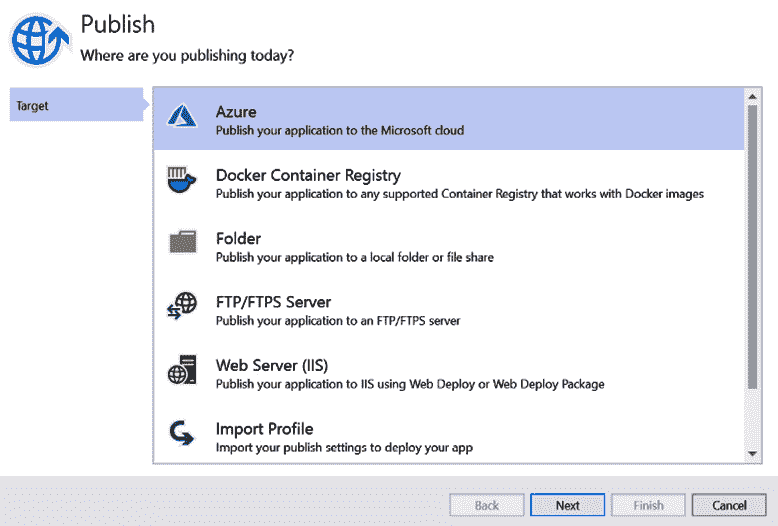 Publish
Where are you publishing today?
Target
Azure
Publish your application to the Microsoft cloud
Docker Container Registry
Publish your application to any supported Container Registry that works with Docker images
Folder
Publish your application to a local folder or file share
FTP/FTPS Server
Publish your application to an FTP/FTPS server
Web Server (IIS)
Publish your application to IIS using Web Deploy or Web Deploy Package
Import Profile
Import your publish settings to deploy your app
Back
Next
Finish
Cancel